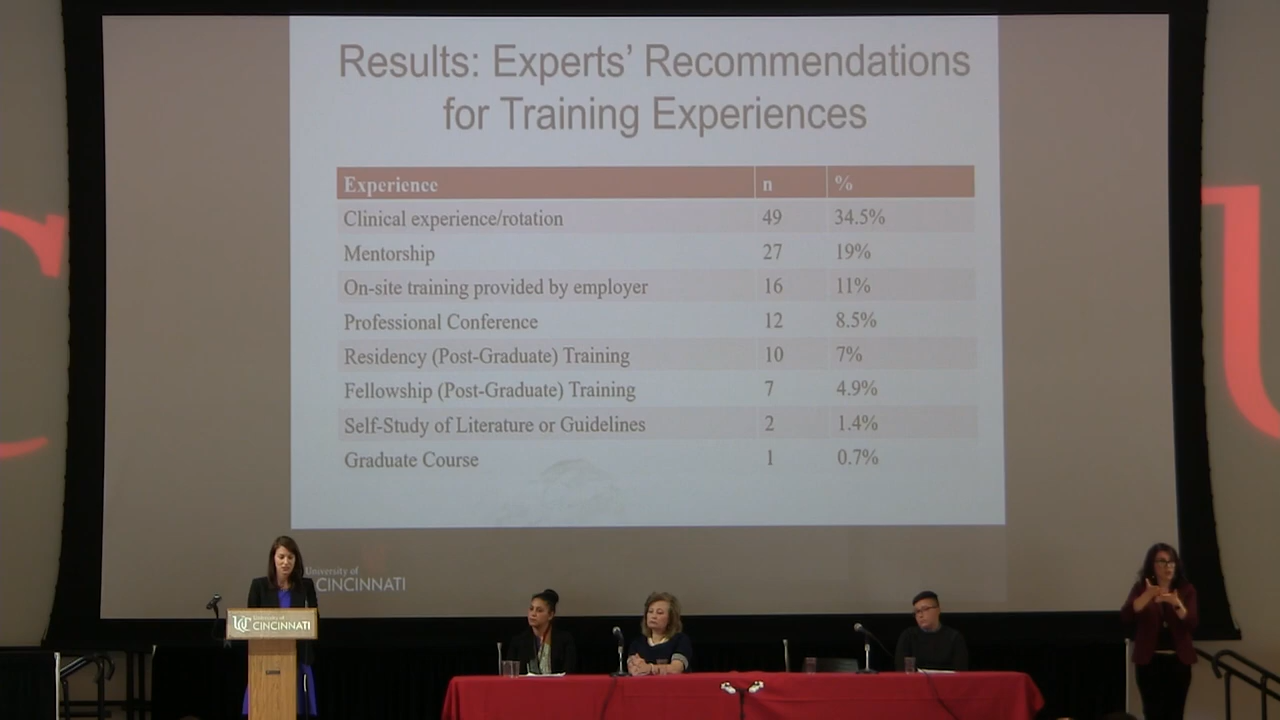 Results: Experts' Recommendations
for Training Experiences
Experience n %
Clinical experience/rotation 49 34.5%
Mentorship 27 19%
On-site training provided by employer 16 11%
Professional Conference 12 8.5%
Residency (Post-Graduate) Training 10 7%
Fellowship (Post-Graduate) Training 7 4.9%
Self-Study of Literature or Guidelines 2 1.4%
Graduate Course 1 0.7%
C
U
University of
CINCINNATI
UC University of
CINCINNATI